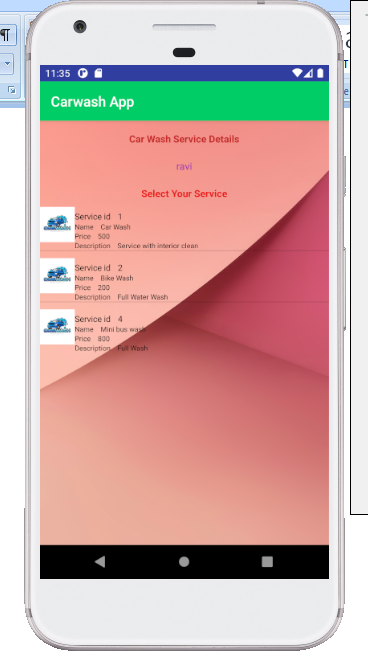 11:35
Carwash App
Car Wash Service Details
ravi
Select Your Service
Service id 1
Name Car Wash
Price 500
Description Service with interior clean
Service id 2
Name Bike Wash
Price 200
Description Full Water Wash
Service id 4
Name Mini bus wash
Price 800
Description Full Wash